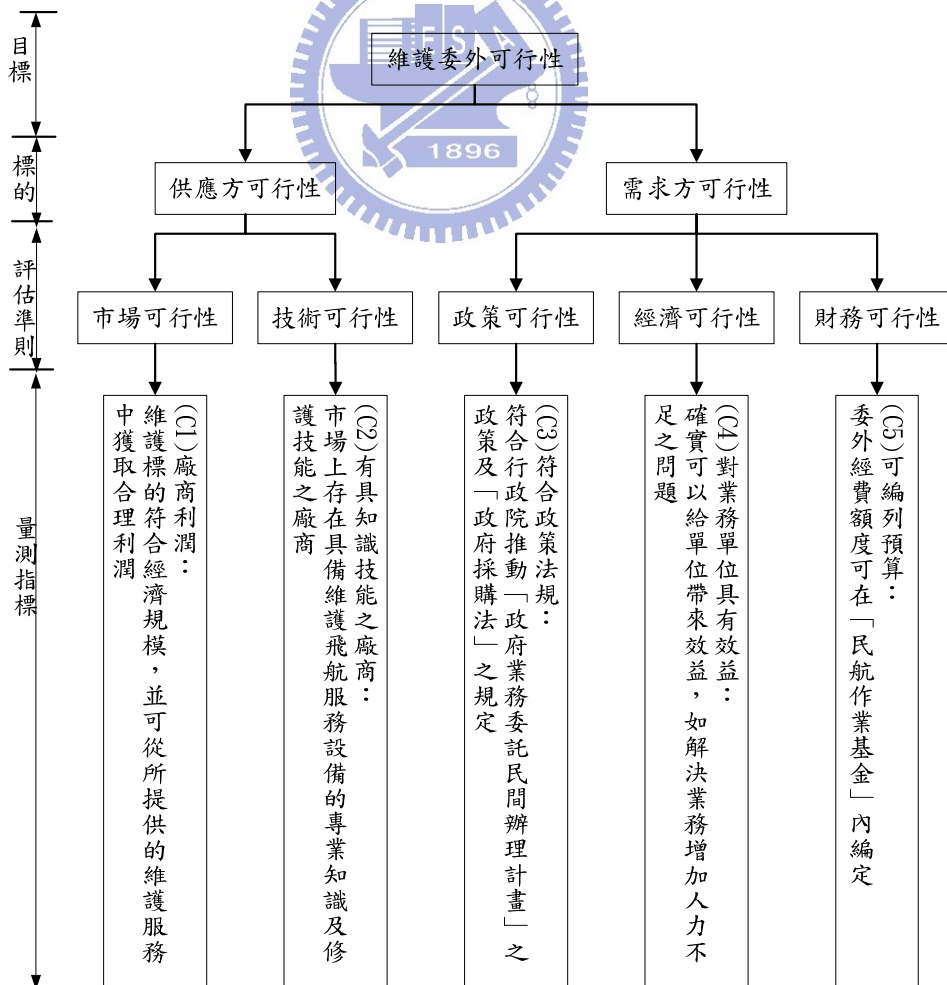 目標
標的
評估準則
量測指標
ESA
1896
維護委外可行性
供應方可行性
需求方可行性
市場可行性
技術可行性
政策可行性
經濟可行性
財務可行性
(C1)廠商利潤：
維護標的符合經濟規模，並可從所提供的維護服務
中獲取合理利潤
(C2)有具知識技能之廠商：
市場上存在具備維護飛航服務設備的專業知識及修
護技能之廠商
(C3)符合政策法規：
符合行政院推動「政府業務委託民間辦理計畫」之
政策及「政府採購法」之規定
(C4)對業務單位具有效益：
確實可以給單位帶來效益，如解決業務增加人力不
足之問題
(C5)可編列預算：
委外經費額度可在「民航作業基金」內編定